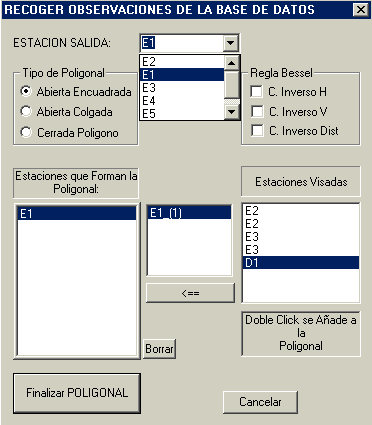 RECOGER OBSERVACIONES DE LA BASE DE DATOS
ESTACION SALIDA:
E1
E2
E1
E3
E4
E5
Tipo de Poligonal
Abierta Encuadrada
Abierta Colgada
Cerrada Poligono
Regla Bessel
C. Inverso H
C. Inverso V
C. Inverso Dist
Estaciones que Forman la
Poligonal:
E1
E1_(1)
<==
Borrar
Estaciones Visadas
E2
E2
E3
E3
D1
Doble Click se Añade a
la
Poligonal
Finalizar POLIGONAL
Cancelar